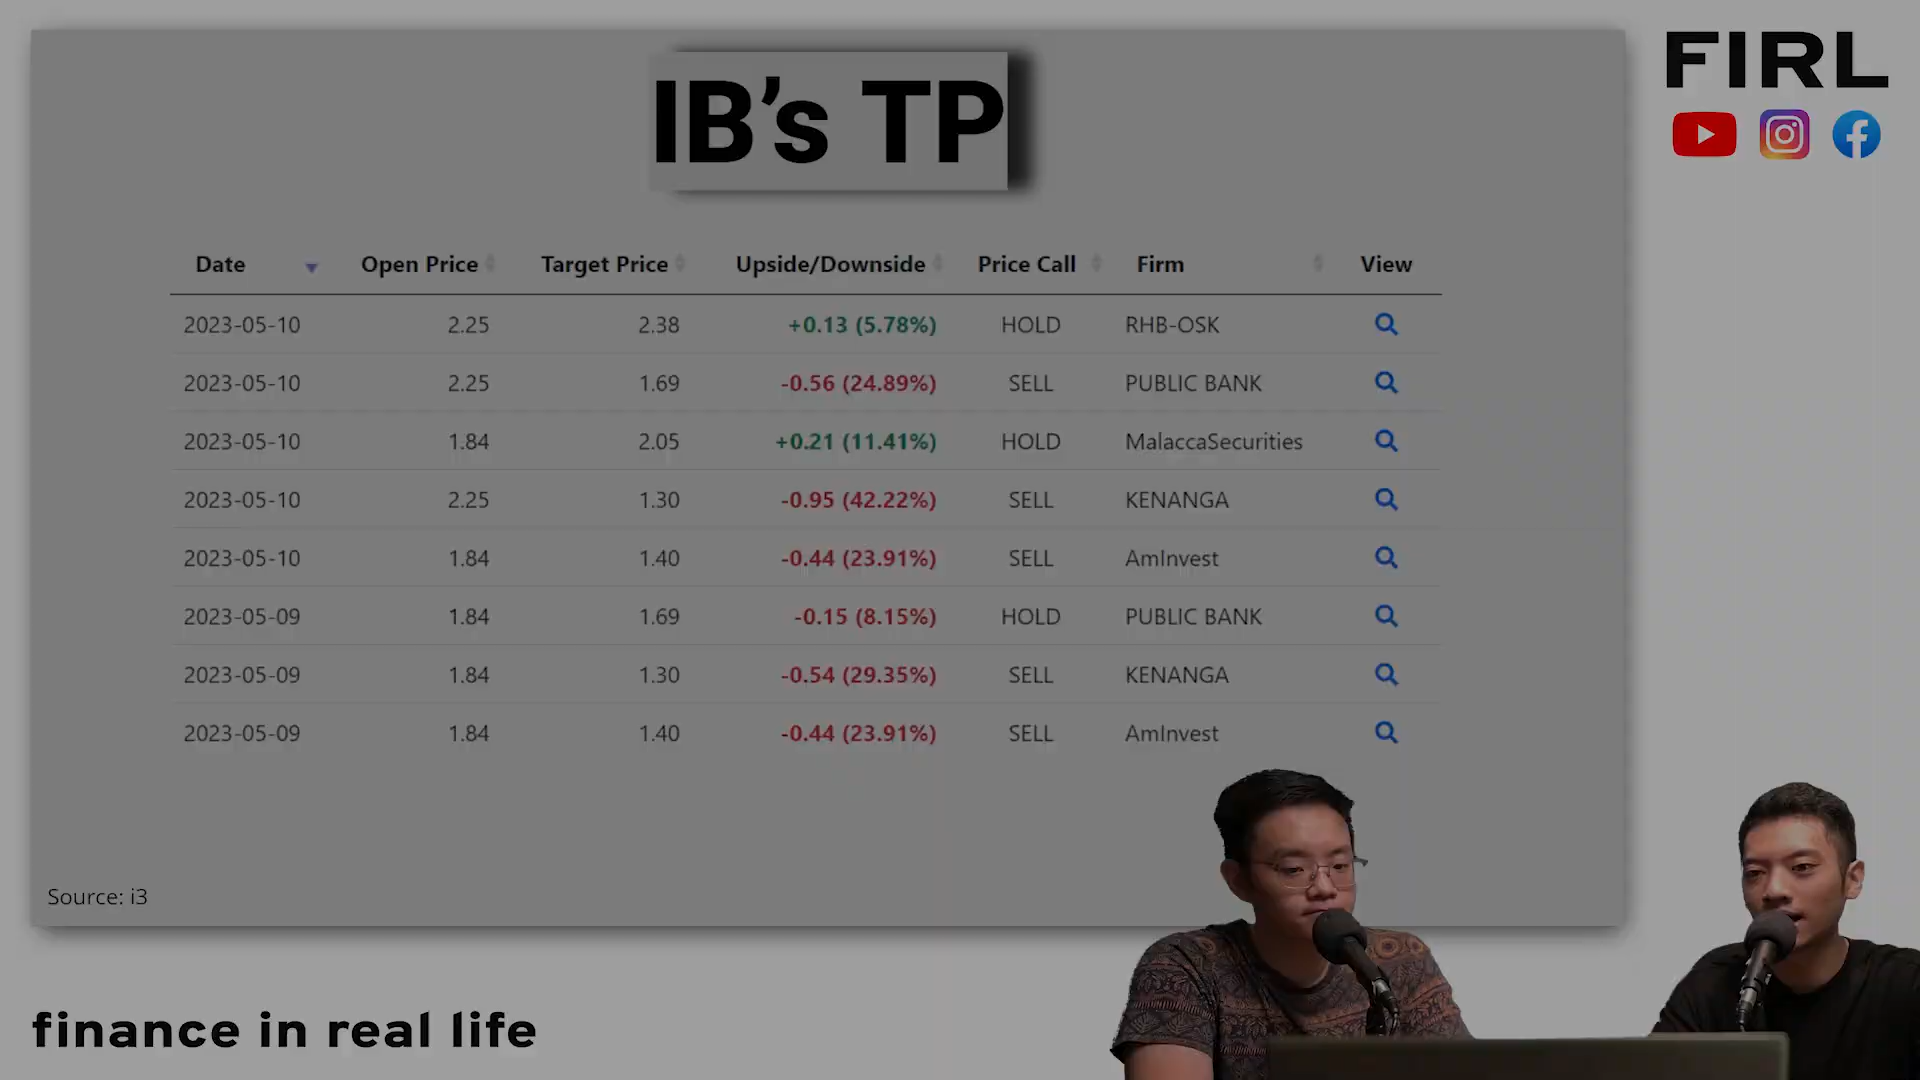 IB’s TP
FIRL
Date Open Price Target Price Upside/Downside Price Call Firm View
2023-05-10 2.25 2.38 +0.13 (5.78%) HOLD RHB-OSK
2023-05-10 2.25 1.69 -0.56 (24.89%) SELL PUBLIC BANK
2023-05-10 1.84 2.05 +0.21 (11.41%) HOLD MalaccaSecurities
2023-05-10 2.25 1.30 -0.95 (42.22%) SELL KENANGA
2023-05-10 1.84 1.40 -0.44 (23.91%) SELL AmInvest
2023-05-09 1.84 1.69 -0.15 (8.15%) HOLD PUBLIC BANK
2023-05-09 1.84 1.30 -0.54 (29.35%) SELL KENANGA
2023-05-09 1.84 1.40 -0.44 (23.91%) SELL AmInvest
Source: i3
finance in real life